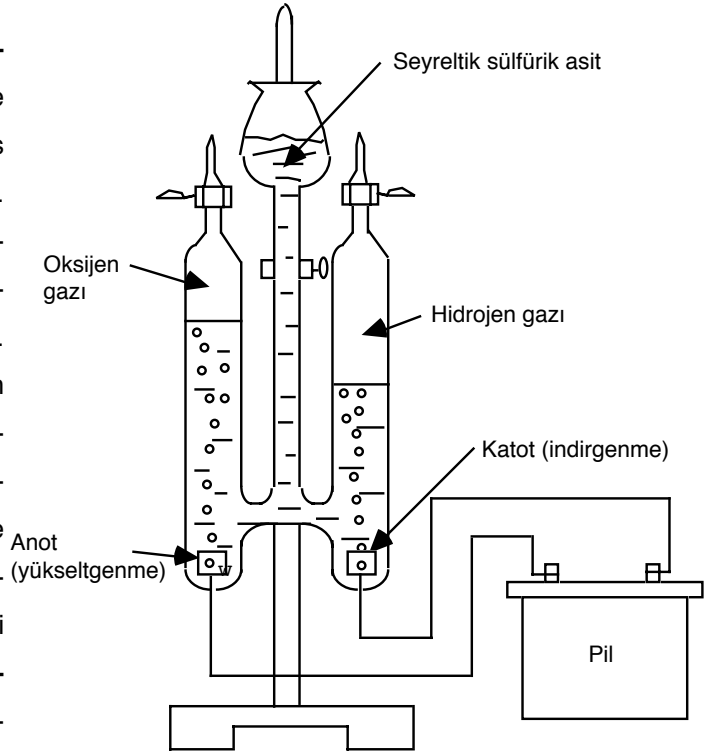 Seyreltik sülfürik asit
Oksijen
gazı
Hidrojen gazı
Katot (indirgenme)
Anot
(yükseltgenme)
w
Pil